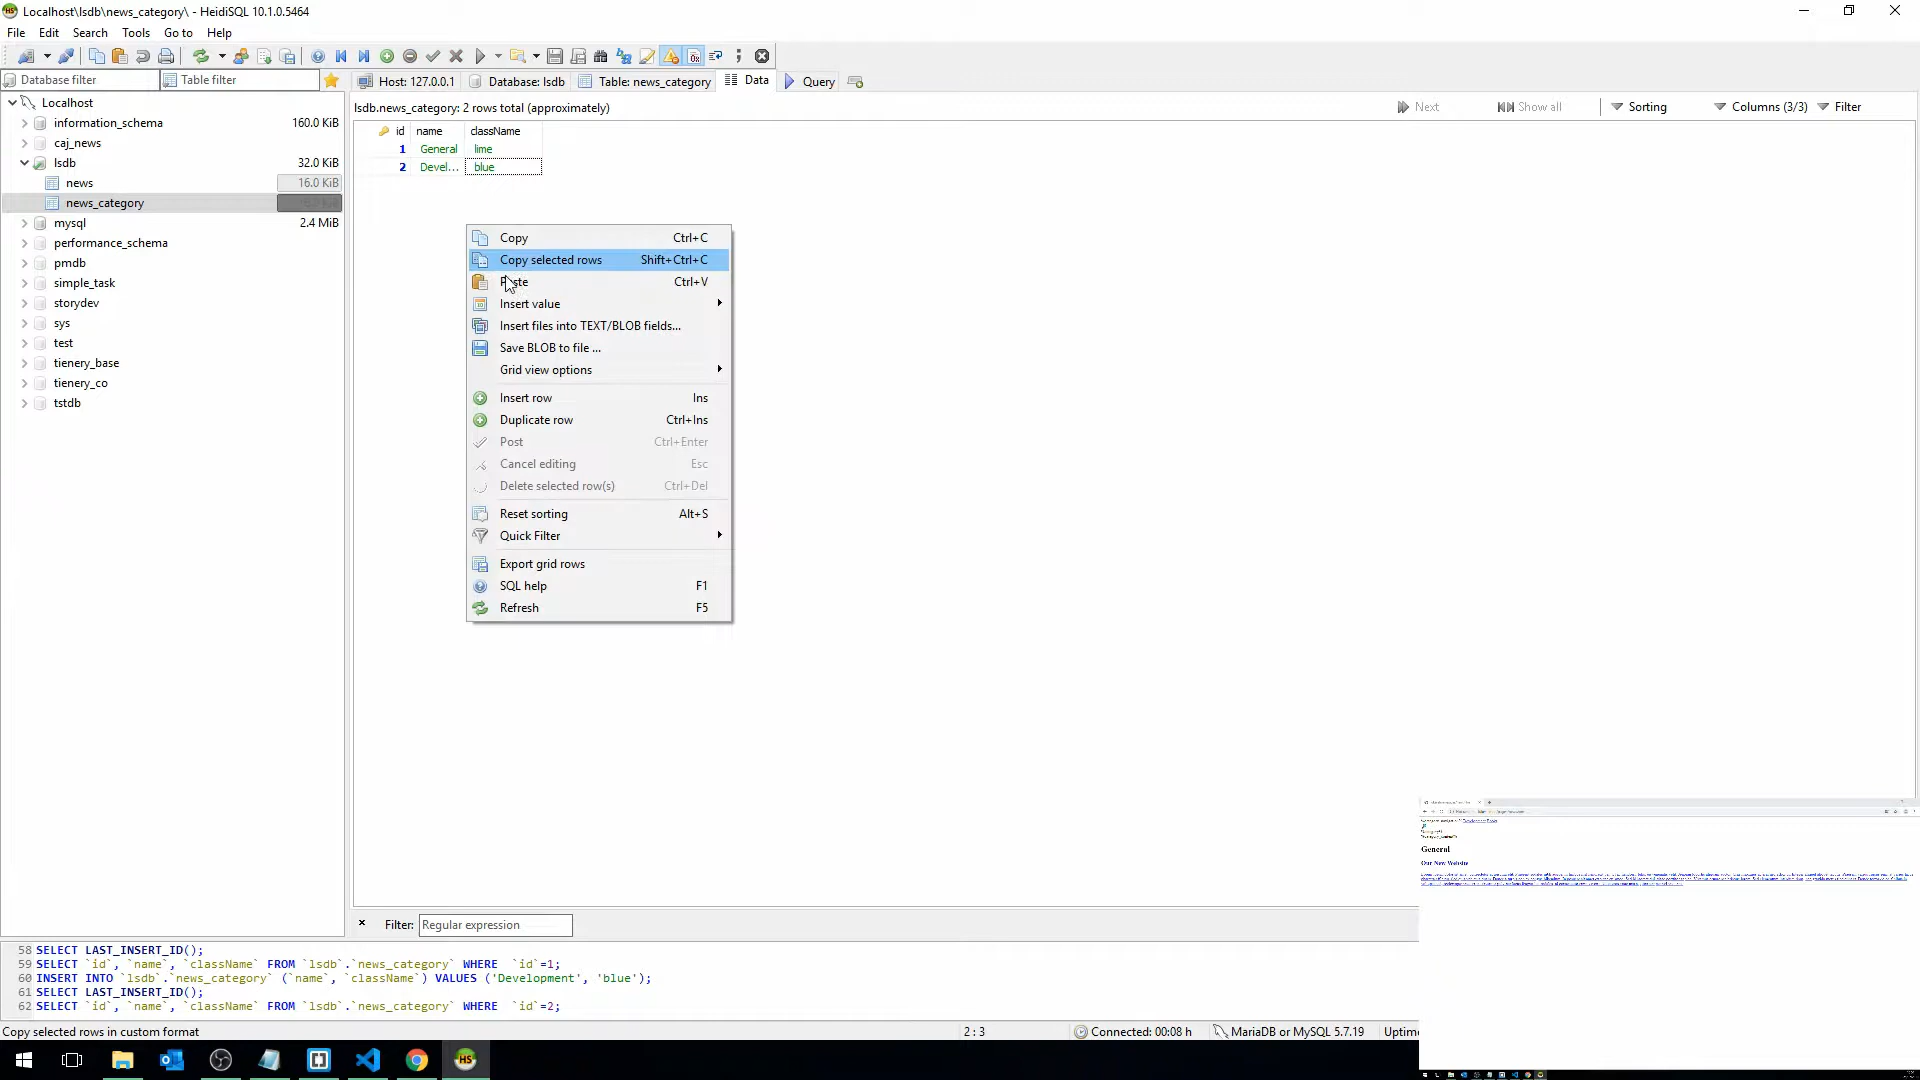 Localhost\lsdb\news_category\ - HeidiSQL 10.1.0.5464
File Edit Search Tools Go to Help
Database filter Table filter Host: 127.0.0.1 Database: lsdb Table: news_category Data Query
Localhost
information_schema 160.0 KiB
caj_news
lsdb 32.0 KiB
news 16.0 KiB
news_category
mysql 2.4 MiB
performance_schema
pmdb
simple_task
storydev
sys
test
tienery_base
tienery_co
tstdb
lsdb.news_category: 2 rows total (approximately) Next Show all Sorting Columns (3/3) Filter
id name className
1 General lime
2 Devel... blue
Copy Ctrl+C
Copy selected rows Shift+Ctrl+C
Paste Ctrl+V
Insert value
Insert files into TEXT/BLOB fields...
Save BLOB to file ...
Grid view options
Insert row Ins
Duplicate row Ctrl+Ins
Post Ctrl+Enter
Cancel editing Esc
Delete selected row(s) Ctrl+Del
Reset sorting Alt+S
Quick Filter
Export grid rows
SQL help F1
Refresh F5
General
Our New Website
Filter: Regular expression
58 SELECT LAST_INSERT_ID();
59 SELECT `id`, `name`, `className` FROM `lsdb`.`news_category` WHERE `id`=1;
60 INSERT INTO `lsdb`.`news_category` (`name`, `className`) VALUES ('Development', 'blue');
61 SELECT LAST_INSERT_ID();
62 SELECT `id`, `name`, `className` FROM `lsdb`.`news_category` WHERE `id`=2;
Copy selected rows in custom format 2 : 3 Connected: 00:08 h MariaDB or MySQL 5.7.19 Uptime
HS